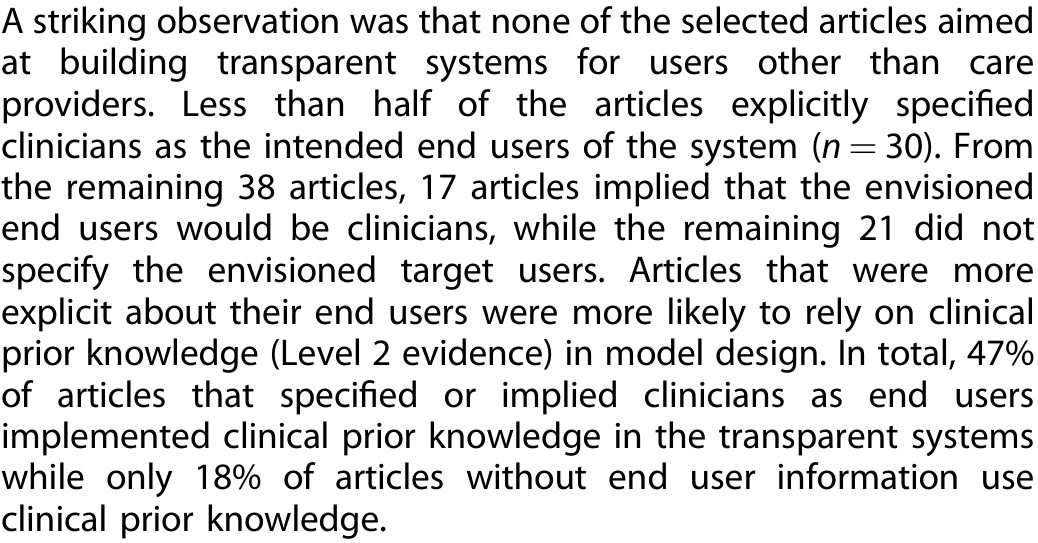 A striking observation was that none of the selected articles aimed
at building transparent systems for users other than care
providers. Less than half of the articles explicitly specified
clinicians as the intended end users of the system (n = 30). From
the remaining 38 articles, 17 articles implied that the envisioned
end users would be clinicians, while the remaining 21 did not
specify the envisioned target users. Articles that were more
explicit about their end users were more likely to rely on clinical
prior knowledge (Level 2 evidence) in model design. In total, 47%
of articles that specified or implied clinicians as end users
implemented clinical prior knowledge in the transparent systems
while only 18% of articles without end user information use
clinical prior knowledge.